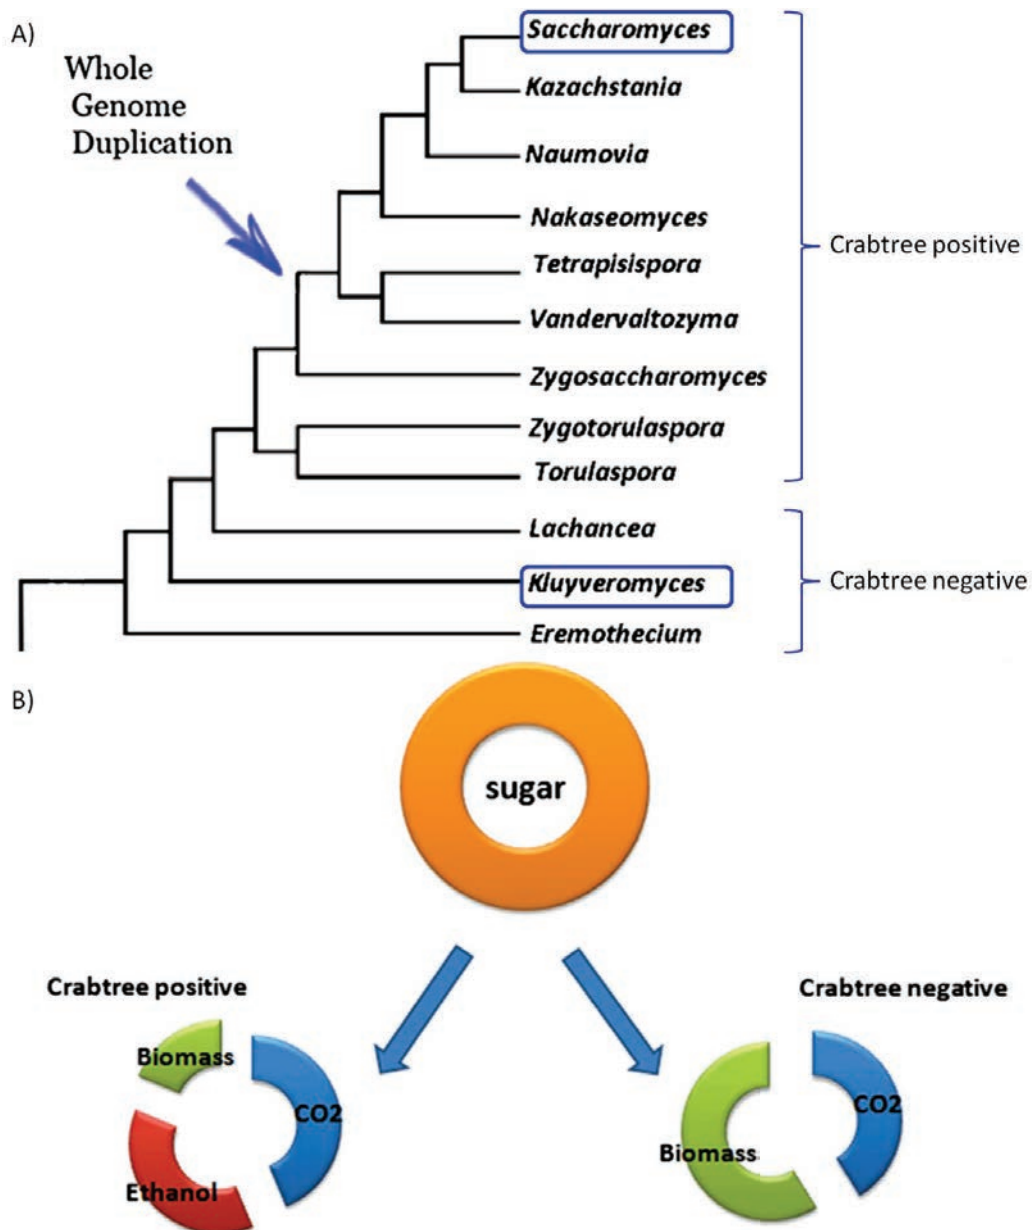 A)
Whole
Genome
Duplication
Saccharomyces
Kazachstania
Naumovia
Nakaseomyces
Tetrapisispora
Vandervaltozyma
Zygosaccharomyces
Zygotorulaspora
Torulaspora
Lachancea
Kluyveromyces
Eremothecium
Crabtree positive
Crabtree negative
B)
sugar
Crabtree positive
Biomass
CO2
Ethanol
Crabtree negative
CO2
Biomass